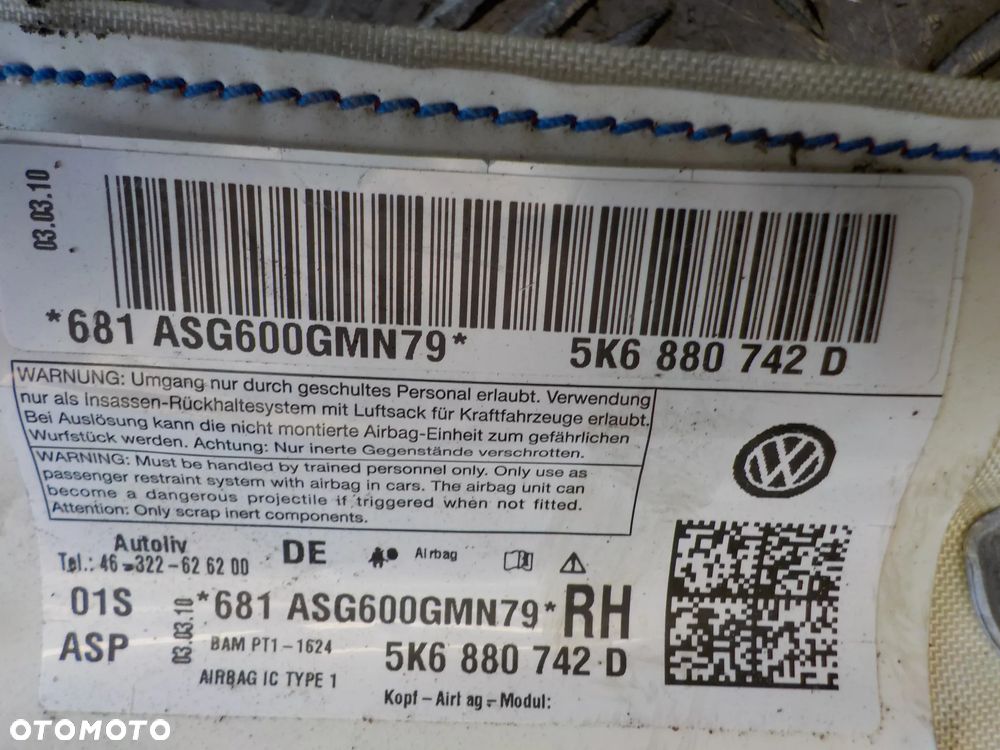 03.03.10
*681 ASG600GMN79*
5K6 880 742 D
WARNUNG: Umgang nur durch geschultes Personal erlaubt. Verwendung
nur als Insassen-Rückhaltesystem mit Luftsack für Kraftfahrzeuge erlaubt.
Bei Auslösung kann die nicht montierte Airbag-Einheit zum gefährlichen
Wurfstück werden. Achtung: Nur inerte Gegenstände verschrotten.
WARNING: Must be handled by trained personnel only. Only use as
passenger restraint system with airbag in cars. The airbag unit can
become a dangerous projectile if triggered when not fitted.
Attention: Only scrap inert components.
Autoliv
Tel.: 46-322-62 62 00
DE
Airbag
01S
ASP
03.03.10
*681 ASG600GMN79*
RH
BAM PT1-1624
5K6 880 742 D
AIRBAG IC TYPE 1
Kopf-Airt ag-Modul:
OTOMOTO